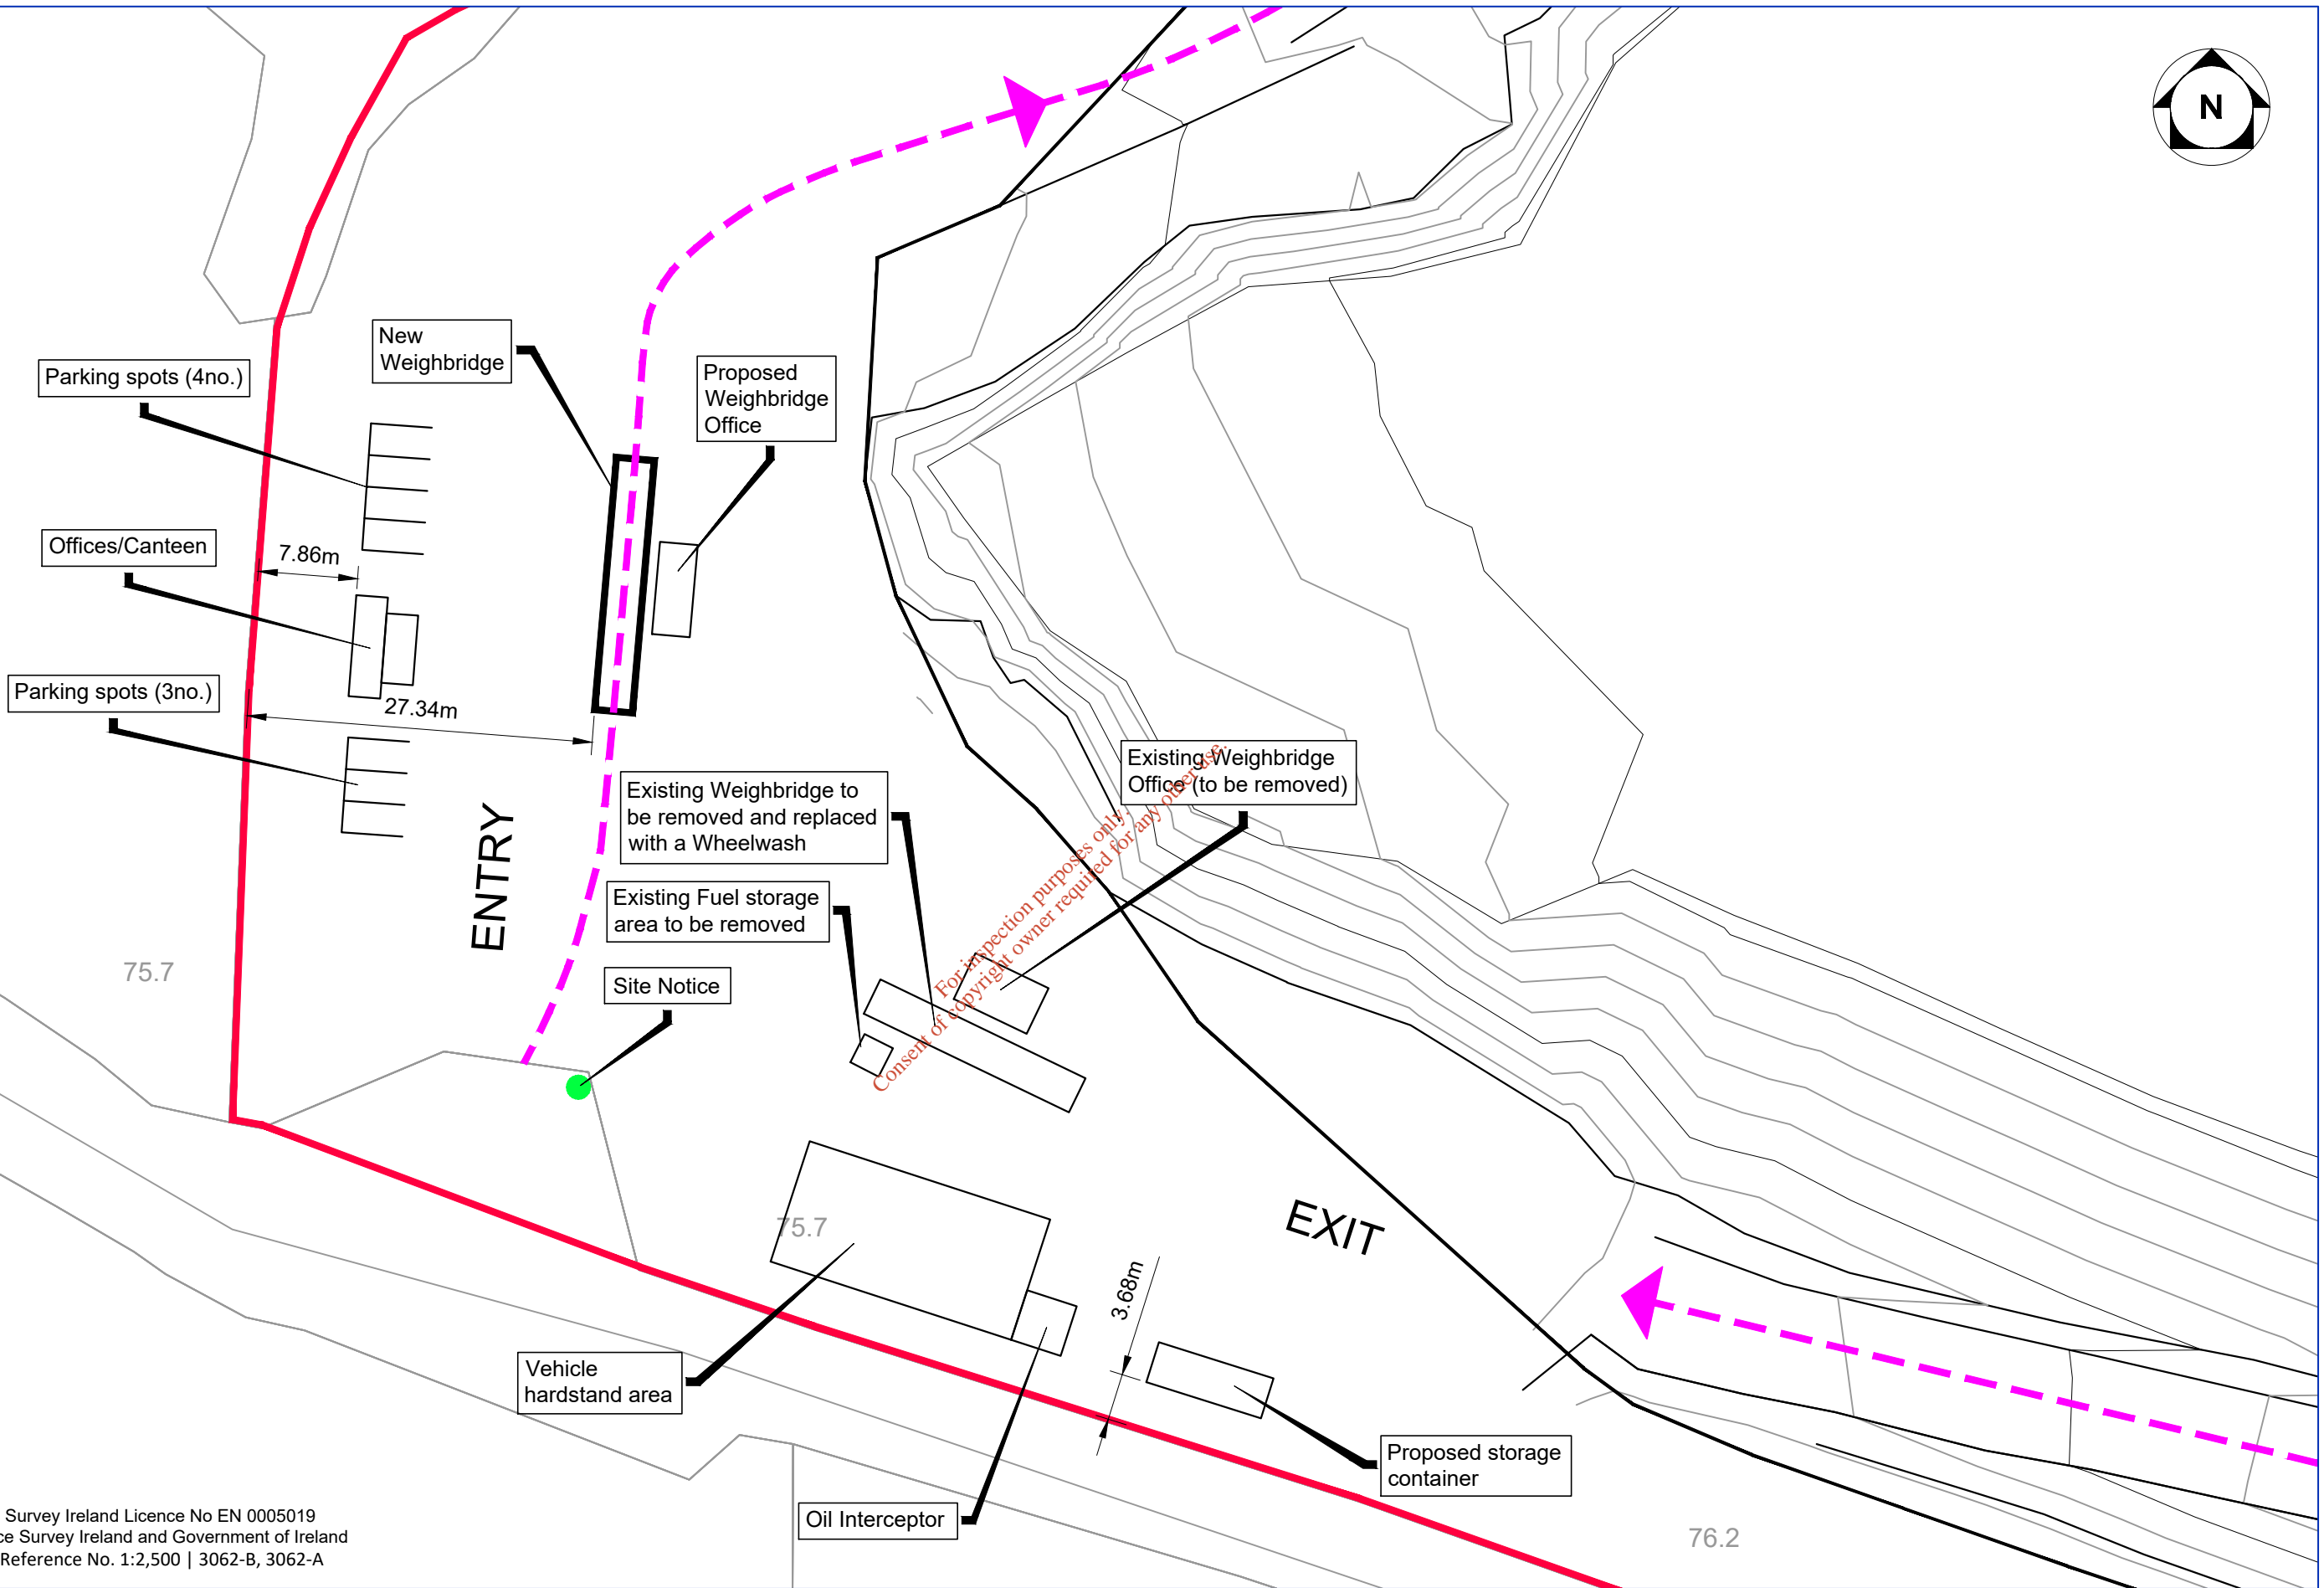 N
New
Weighbridge
Parking spots (4no.)
Proposed
Weighbridge
Office
Offices/Canteen
7.86m
Parking spots (3no.)
27.34m
Existing Weighbridge
Office (to be removed)
Existing Weighbridge to
be removed and replaced
with a Wheelwash
ENTRY
Existing Fuel storage
area to be removed
For inspection purposes only.
Consent of copyright owner required for any other use.
75.7
Site Notice
75.7
EXIT
3.68m
Vehicle
hardstand area
Proposed storage
container
Oil Interceptor
76.2
Survey Ireland Licence No EN 0005019
ce Survey Ireland and Government of Ireland
Reference No. 1:2,500 | 3062-B, 3062-A